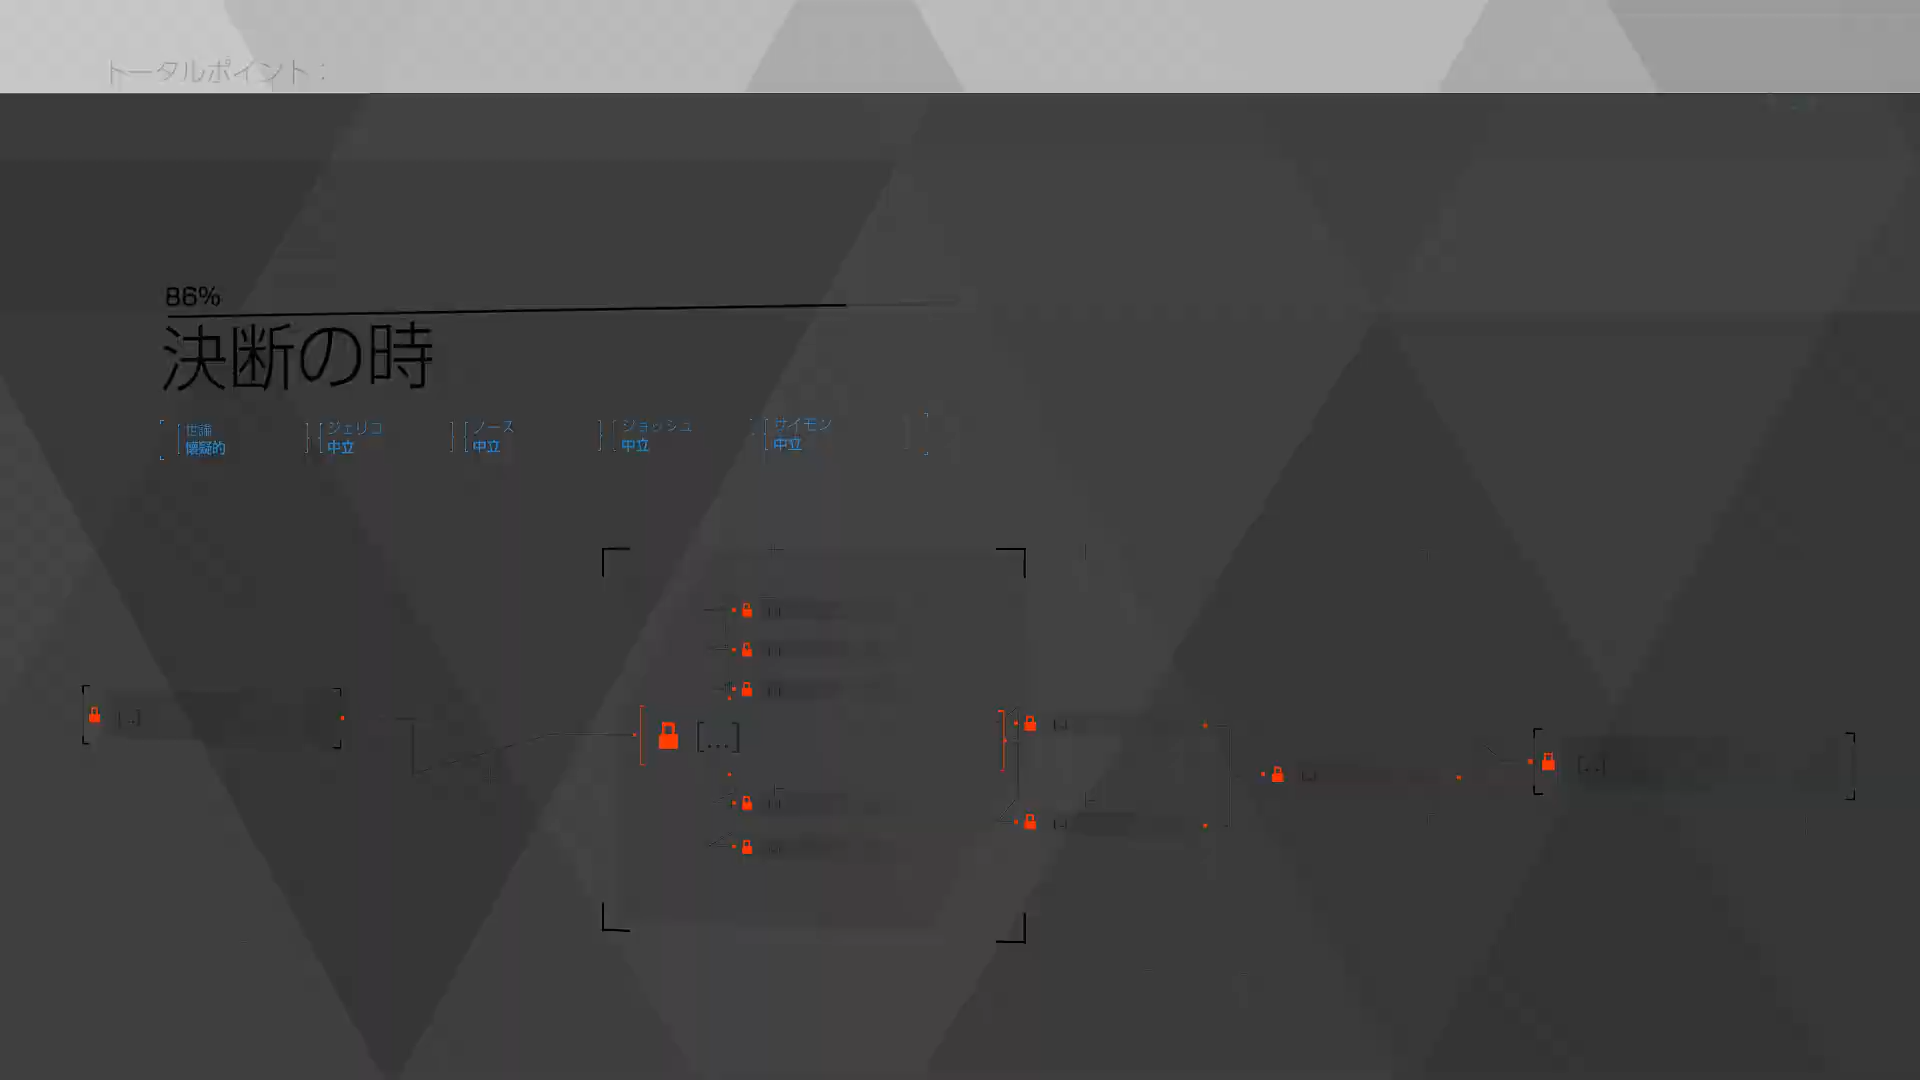 トータルポイント：
86%
決断の時
世論 ジェリコ ノース ジョッシュ サイモン
懐疑的 中立 中立 中立 中立
[...]
[...]
[...]